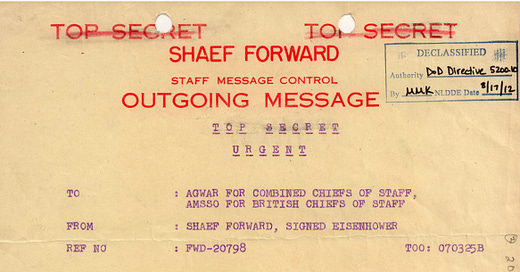 TOP SECRET TOP SECRET
SHAEF FORWARD
STAFF MESSAGE CONTROL
OUTGOING MESSAGE
DECLASSIFIED
Authority DoD Directive 5200.10
By MMK NLDDE Date 8/17/12
TOP SECRET
URGENT
TO : AGWAR FOR COMBINED CHIEFS OF STAFF,
AMSSO FOR BRITISH CHIEFS OF STAFF
FROM : SHAEF FORWARD, SIGNED EISENHOWER
REF NO : FWD-20798 TOO: 070325B